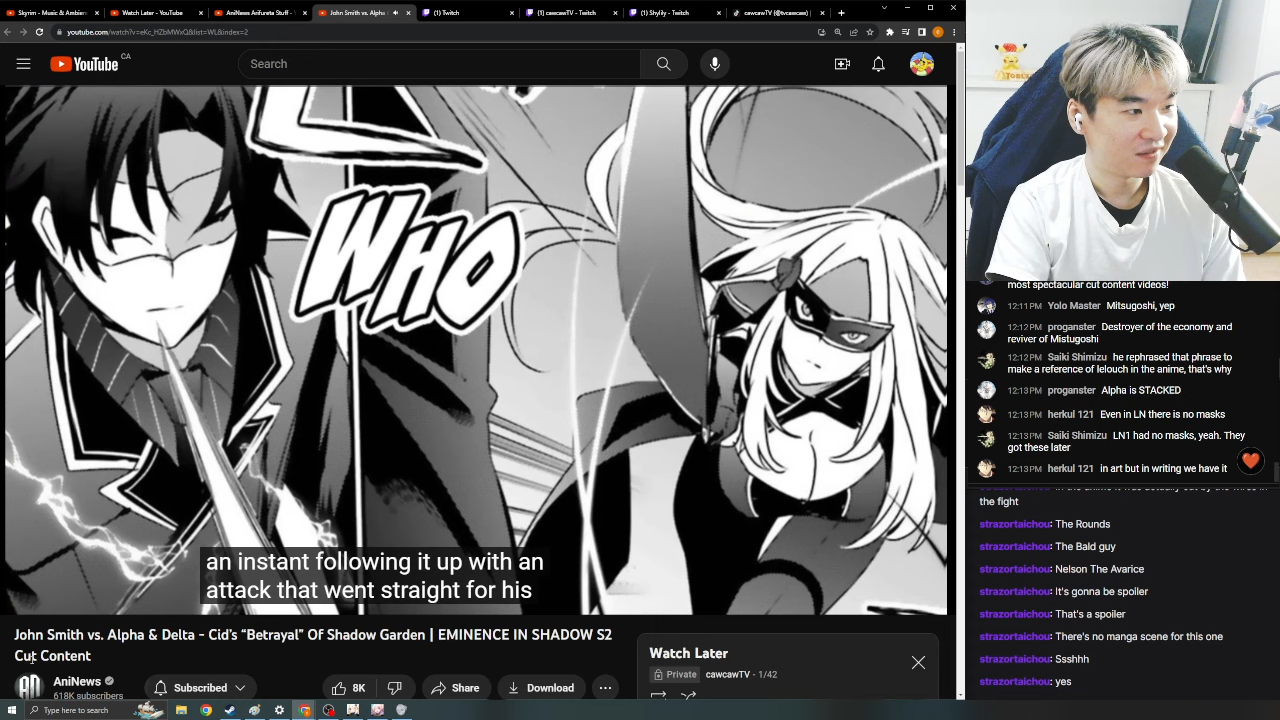 Slgrim - Music & Ambien
Watch Later - YouTube
AniNews Arifureta Stuff -
John Smith vs. Alpha &
(1) Twitch
(1) cawcawTV - Twitch
(1) Shylily - Twitch
cawcawTV (@tvcawcaw) |
youtube.com/watch?v=eKc_HZbMWxQ&list=WL&index=2
YouTube CA
Search
WHO
an instant following it up with an
attack that went straight for his
John Smith vs. Alpha & Delta - Cid's "Betrayal" Of Shadow Garden | EMINENCE IN SHADOW S2
Cut Content
AniNews
618K subscribers
Subscribed
8K
Share
Download
Watch Later
Private cawcawTV - 1/42
Type here to search
most spectacular cut content videos!
12:11 PM Yolo Master Mitsugoshi, yep
12:12 PM proganster Destroyer of the economy and
reviver of Mistugoshi
12:12 PM Saiki Shimizu he rephrased that phrase to
make a reference of lelouch in the anime, that's why
12:13 PM proganster Alpha is STACKED
12:13 PM herkul 121 Even in LN there is no masks
12:13 PM Saiki Shimizu LN1 had no masks, yeah. They
got these later
12:13 PM herkul 121 in art but in writing we have it
the fight
strazortaichou: The Rounds
strazortaichou: The Bald guy
strazortaichou: Nelson The Avarice
strazortaichou: It's gonna be spoiler
strazortaichou: That's a spoiler
strazortaichou: There's no manga scene for this one
strazortaichou: Ssshhh
strazortaichou: yes